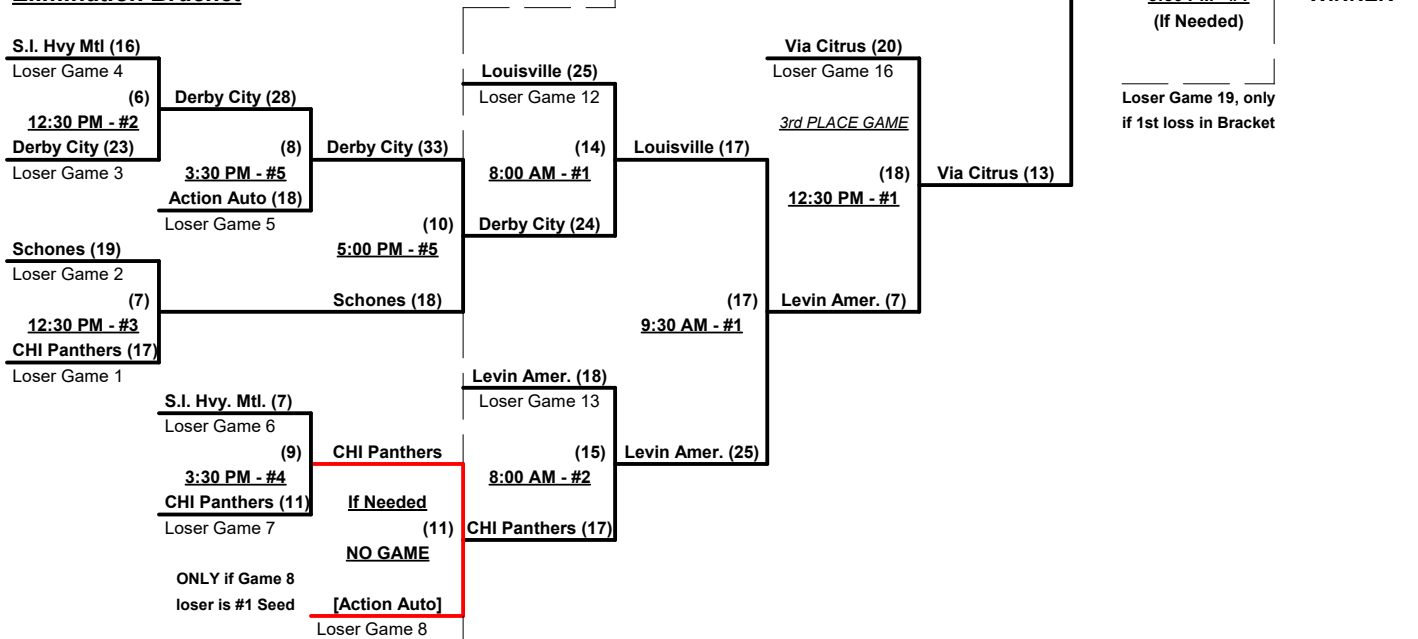 S.I. Hvy Mtl (16)
Loser Game 4
(6)
12:30 PM - #2
Derby City (23)
Loser Game 3
Derby City (28)
(8)
3:30 PM - #5
Action Auto (18)
Loser Game 5
Schones (19)
Loser Game 2
(7)
12:30 PM - #3
CHI Panthers (17)
Loser Game 1
Derby City (33)
(10)
5:00 PM - #5
Schones (18)
S.I. Hvy. Mtl. (7)
Loser Game 6
(9)
3:30 PM - #4
CHI Panthers (11)
Loser Game 7
CHI Panthers
If Needed
(11)
NO GAME
ONLY if Game 8
loser is #1 Seed
[Action Auto]
Loser Game 8
Louisville (25)
Loser Game 12
(14)
8:00 AM - #1
Derby City (24)
Levin Amer. (18)
Loser Game 13
(15)
8:00 AM - #2
CHI Panthers (17)
Louisville (17)
(17)
9:30 AM - #1
Levin Amer. (25)
Via Citrus (20)
Loser Game 16
3rd PLACE GAME
(18)
12:30 PM - #1
Levin Amer. (7)
Via Citrus (13)
(If Needed)
Loser Game 19, only
if 1st loss in Bracket